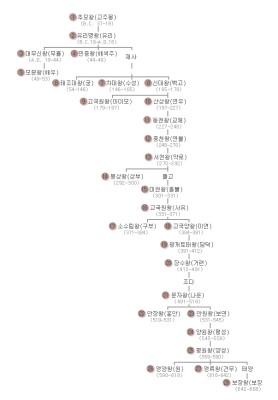 ① 추모왕(고주몽)
(B.C. 37-19)
② 유리명왕(유리)
(B.C.19-A.D.18)
③ 대무신왕(무휼)
(A.D. 18-44)
④ 민중왕(해색주)
(44-48)
재사
⑤ 모본왕(해우)
(48-53)
⑥ 태조대왕(궁)
(53-146)
⑦ 차대왕(수성)
(146-165)
⑧ 신대왕(백고)
(165-179)
⑨ 고국원왕(이이모)
(179-197)
⑩ 산상왕(연우)
(197-227)
⑪ 동천왕(교체)
(227-248)
⑫ 중천왕(연불)
(248-270)
⑬ 서천왕(약로)
(270-292)
⑭ 봉상왕(상부)
(292-300)
돌고
⑮ 미천왕(을불)
(300-331)
⑯ 고국원왕(사유)
(331-371)
⑰ 소수림왕(구부)
(371-384)
⑱ 고국양왕(이련)
(384-391)
⑲ 광개토태왕(담덕)
(391-412)
⑳ 장수왕(거련)
(412-491)
조다
㉑ 문자왕(나운)
(491-519)
㉒ 안장왕(흥안)
(519-531)
㉓ 안원왕(보연)
(531-545)
㉔ 양원왕(평성)
(545-559)
㉕ 평원왕(양성)
(559-590)
㉖ 영양왕(원)
(590-618)
㉗ 영류왕(건무)
(618-642)
태양
㉘ 보장왕(보장)
(642-668)